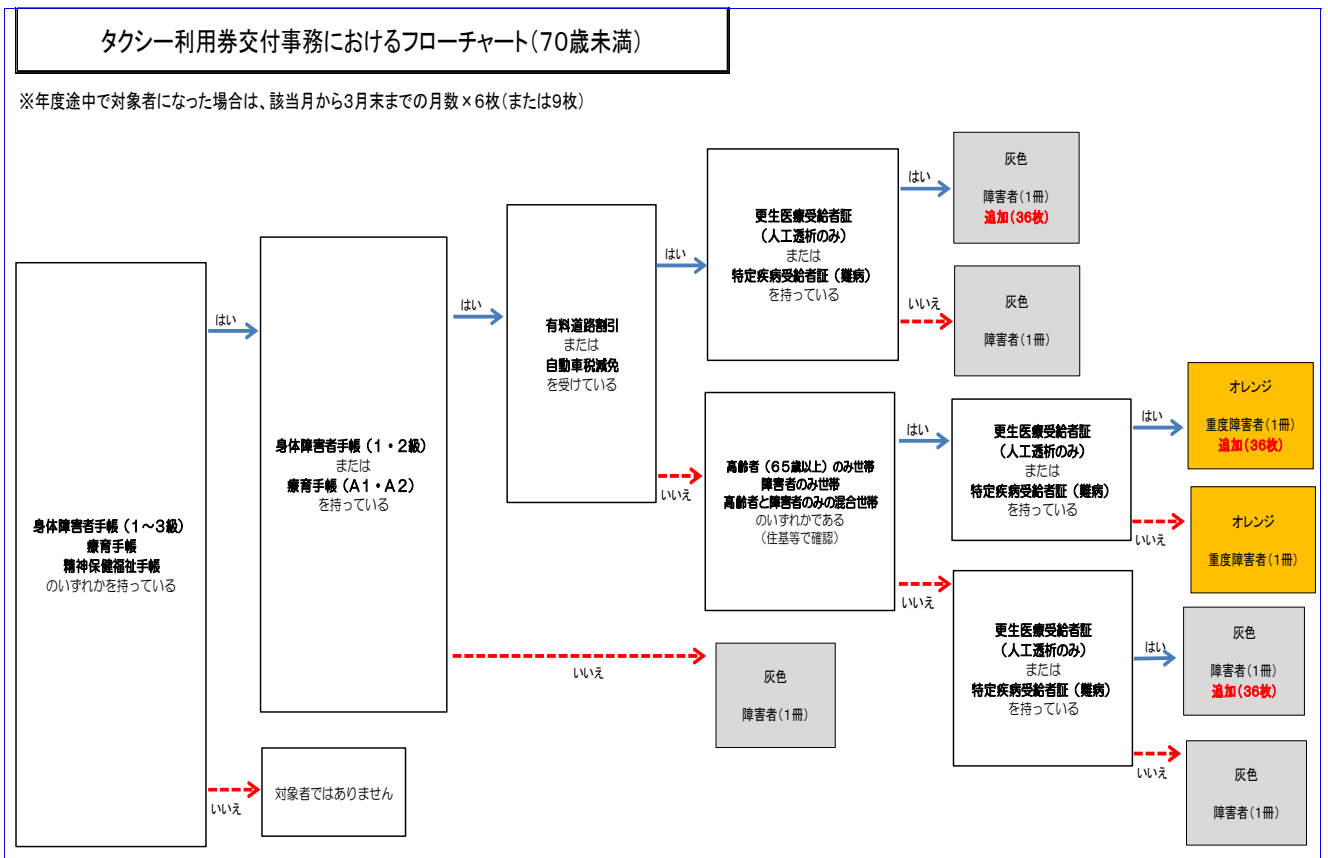 タクシー利用券交付事務におけるフローチャート(70歳未満)
※年度途中で対象者になった場合は、該当月から3月末までの月数×6枚(または9枚)
身体障害者手帳(1～3級)
療育手帳
精神保健福祉手帳
のいずれかを持っている
はい
いいえ
対象者ではありません
身体障害者手帳(1・2級)
または
療育手帳(A1・A2)
を持っている
はい
いいえ
灰色
障害者(1冊)
有料道路割引
または
自動車税減免
を受けている
はい
いいえ
更生医療受給者証
(人工透析のみ)
または
特定疾病受給者証(難病)
を持っている
はい
灰色
障害者(1冊)
追加(36枚)
いいえ
灰色
障害者(1冊)
高齢者(65歳以上)のみ世帯
障害者のみ世帯
高齢者と障害者のみの混合世帯
のいずれかである
(住基等で確認)
はい
いいえ
更生医療受給者証
(人工透析のみ)
または
特定疾病受給者証(難病)
を持っている
はい
オレンジ
重度障害者(1冊)
追加(36枚)
いいえ
オレンジ
重度障害者(1冊)
更生医療受給者証
(人工透析のみ)
または
特定疾病受給者証(難病)
を持っている
はい
灰色
障害者(1冊)
追加(36枚)
いいえ
灰色
障害者(1冊)